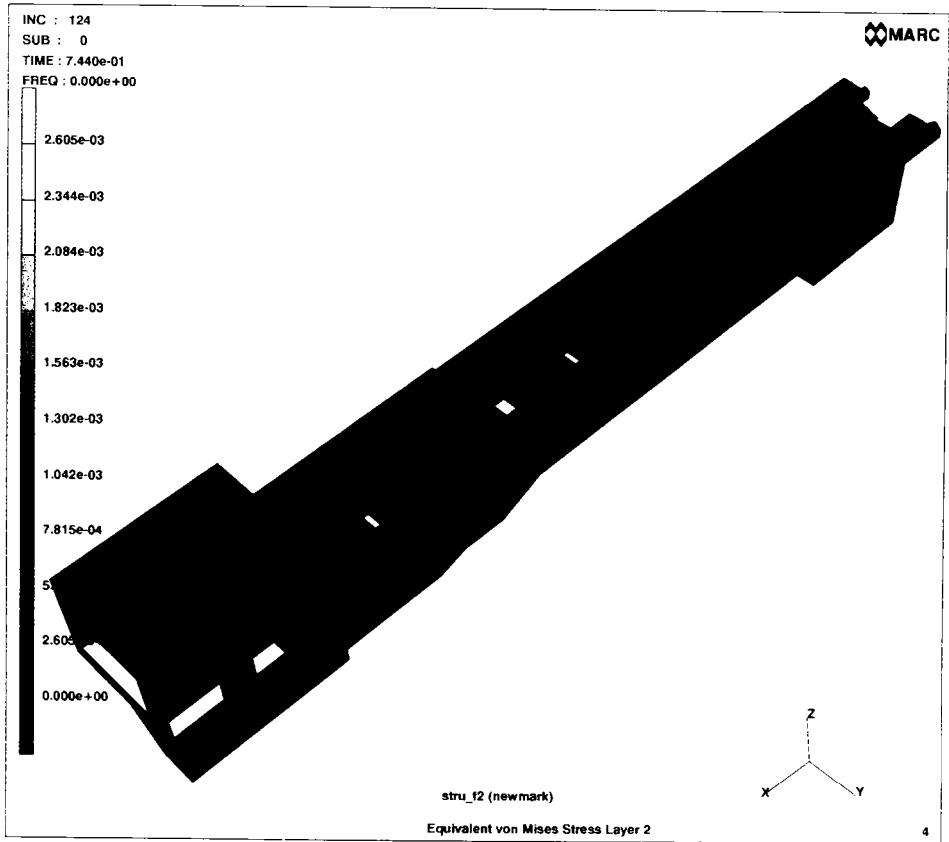 INC : 124
SUB : 0
TIME : 7.440e-01
FREQ : 0.000e+00
MARC
2.605e-03
2.344e-03
2.084e-03
1.823e-03
1.563e-03
1.302e-03
1.042e-03
7.815e-04
0.000e+00
Z
X
Y
stru_f2 (newmark)
Equivalent von Mises Stress Layer 2
4